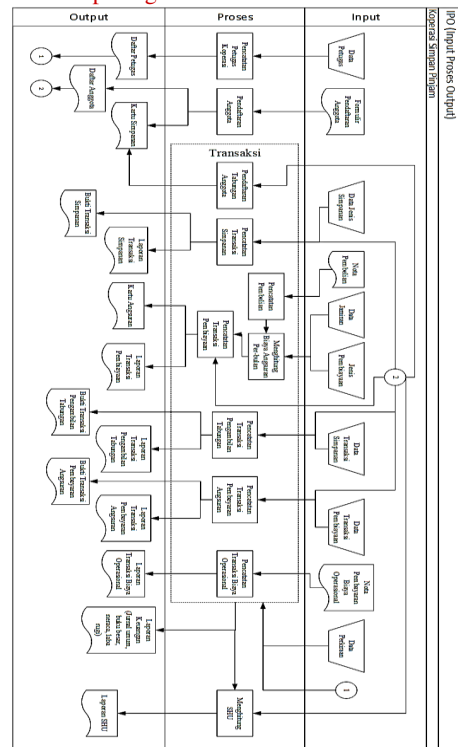 IPO (Input Proses Output)
Koperasi Simpan Pinjam
Output
Proses
Input
Data
Petugas
Pencatatan
Petugas
Koperasi
Daftar Petugas
1
Formulir
Pendaftaran
Anggota
Pendaftaran
Anggota
Daftar Anggota
2
Kartu Simpanan
Transaksi
Pendaftaran
Tabungan
Anggota
Data Jenis
Simpanan
Pencatatan
Transaksi
Simpanan
Bukti Transaksi
Simpanan
Laporan
Transaksi
Simpanan
Nota
Pembelian
Pencatatan
Pembelian
Data
Jaminan
Jenis
Pembiayaan
Menghitung
Biaya Angsuran
Per-bulan
Pencatatan
Transaksi
Pembiayaan
Kartu Angsuran
Laporan
Transaksi
Pembiayaan
Data
Transaksi
Simpanan
Pencatatan
Transaksi
Pengambilan
Tabungan
Bukti Transaksi
Pengambilan
Tabungan
Laporan
Transaksi
Pengambilan
Tabungan
Data
Transaksi
Pembiayaan
Pencatatan
Transaksi
Pembayaran
Angsuran
Bukti Transaksi
Pembayaran
Angsuran
Laporan
Transaksi
Pembayaran
Angsuran
Nota
Pembayaran
Biaya
Operasional
Pencatatan
Transaksi Biaya
Operasional
Laporan
Transaksi Biaya
Operasional
Data
Perkiraan
1
Laporan
Keuangan
(Jurnal umum,
buku besar,
neraca, laba
rugi)
Menghitung
SHU
Laporan SHU